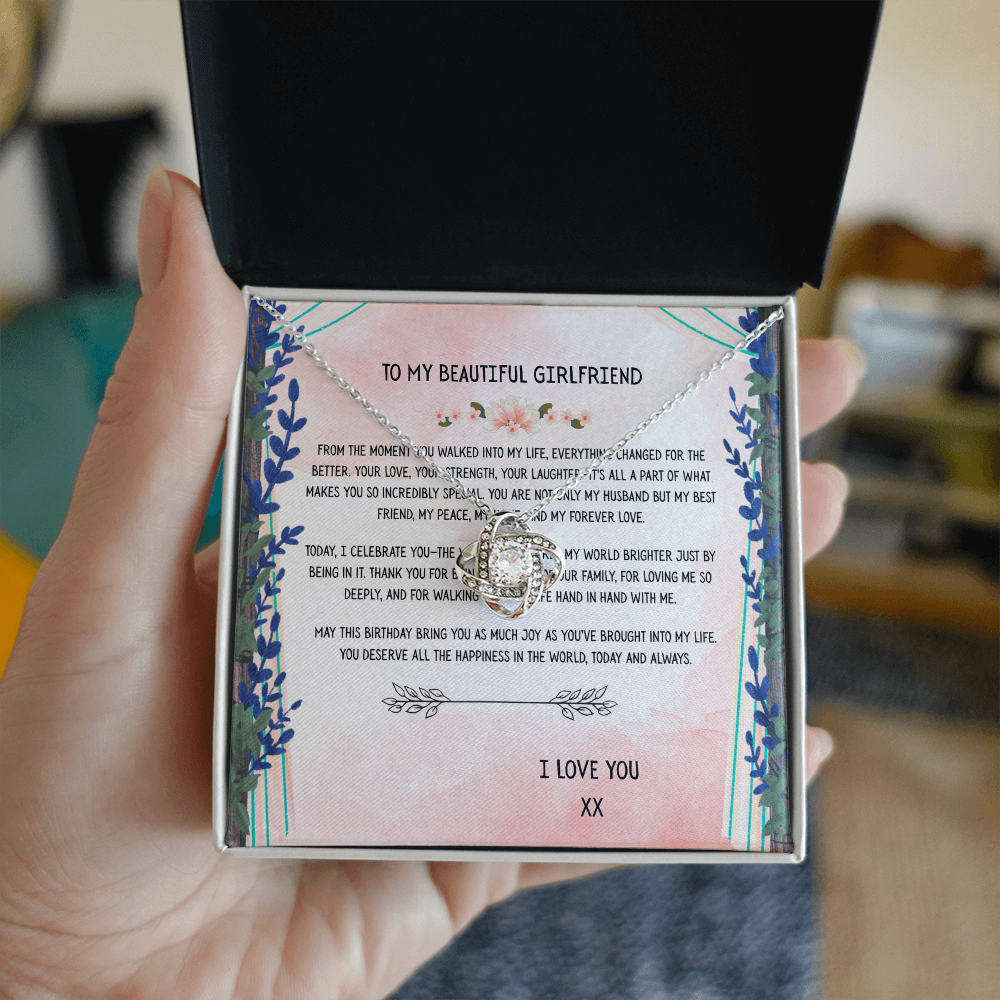 TO MY BEAUTIFUL GIRLFRIEND
FROM THE MOMENT YOU WALKED INTO MY LIFE, EVERYTHING CHANGED FOR THE
BETTER. YOUR LOVE, YOUR STRENGTH, YOUR LAUGHTER IT'S ALL A PART OF WHAT
MAKES YOU SO INCREDIBLY SPECIAL. YOU ARE NOT ONLY MY HUSBAND BUT MY BEST
FRIEND, MY PEACE, MY AND MY FOREVER LOVE.
TODAY, I CELEBRATE YOU–THE MY WORLD BRIGHTER JUST BY
BEING IN IT. THANK YOU FOR OUR FAMILY, FOR LOVING ME SO
DEEPLY, AND FOR WALKING LIFE HAND IN HAND WITH ME.
MAY THIS BIRTHDAY BRING YOU AS MUCH JOY AS YOU'VE BROUGHT INTO MY LIFE.
YOU DESERVE ALL THE HAPPINESS IN THE WORLD, TODAY AND ALWAYS.
I LOVE YOU
XX